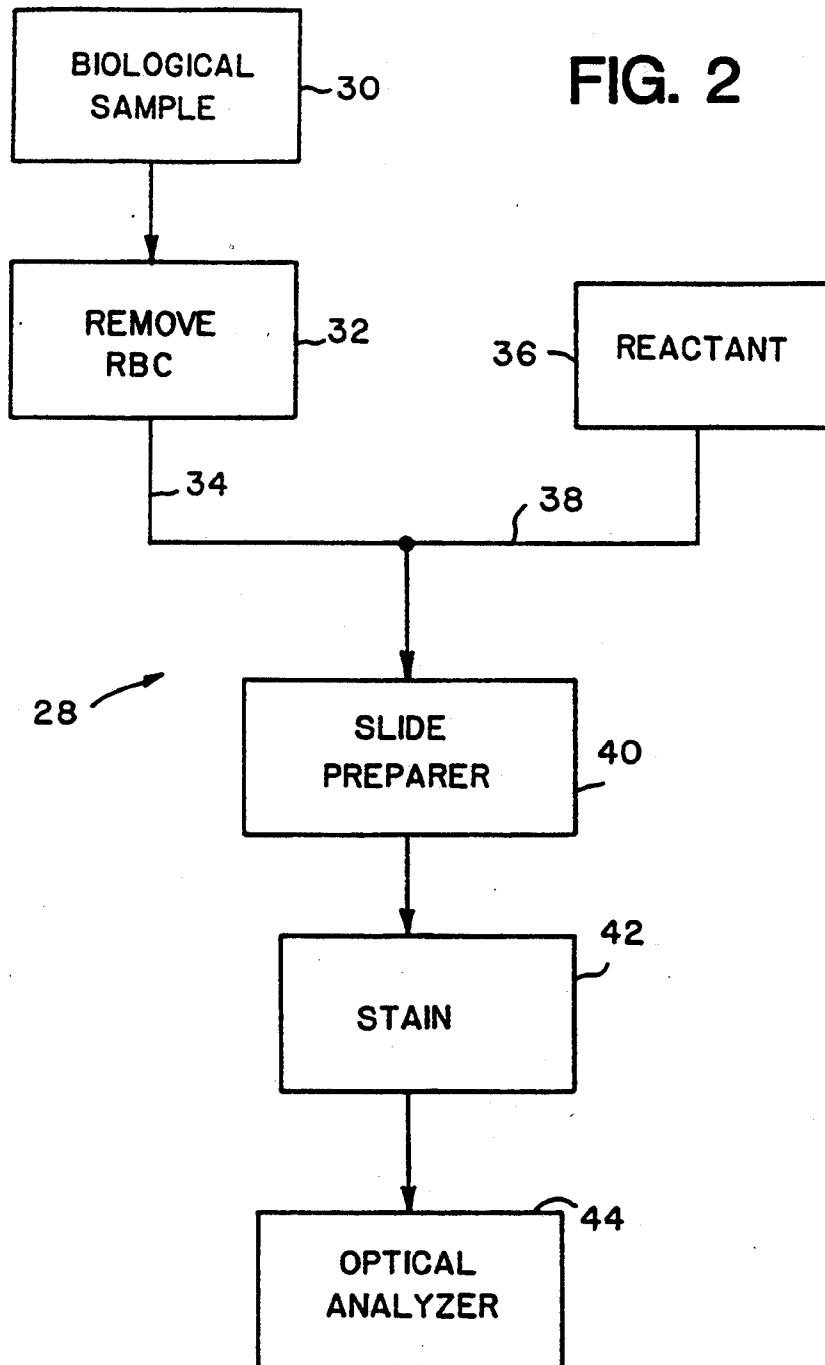 FIG. 2
BIOLOGICAL
SAMPLE
30
REMOVE
RBC
32
36
REACTANT
34
38
28
SLIDE
PREPARER
40
42
STAIN
44
OPTICAL
ANALYZER